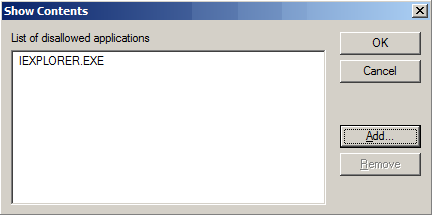 Show Contents
List of disallowed applications
IEXPLORER.EXE
OK
Cancel
Add...
Remove